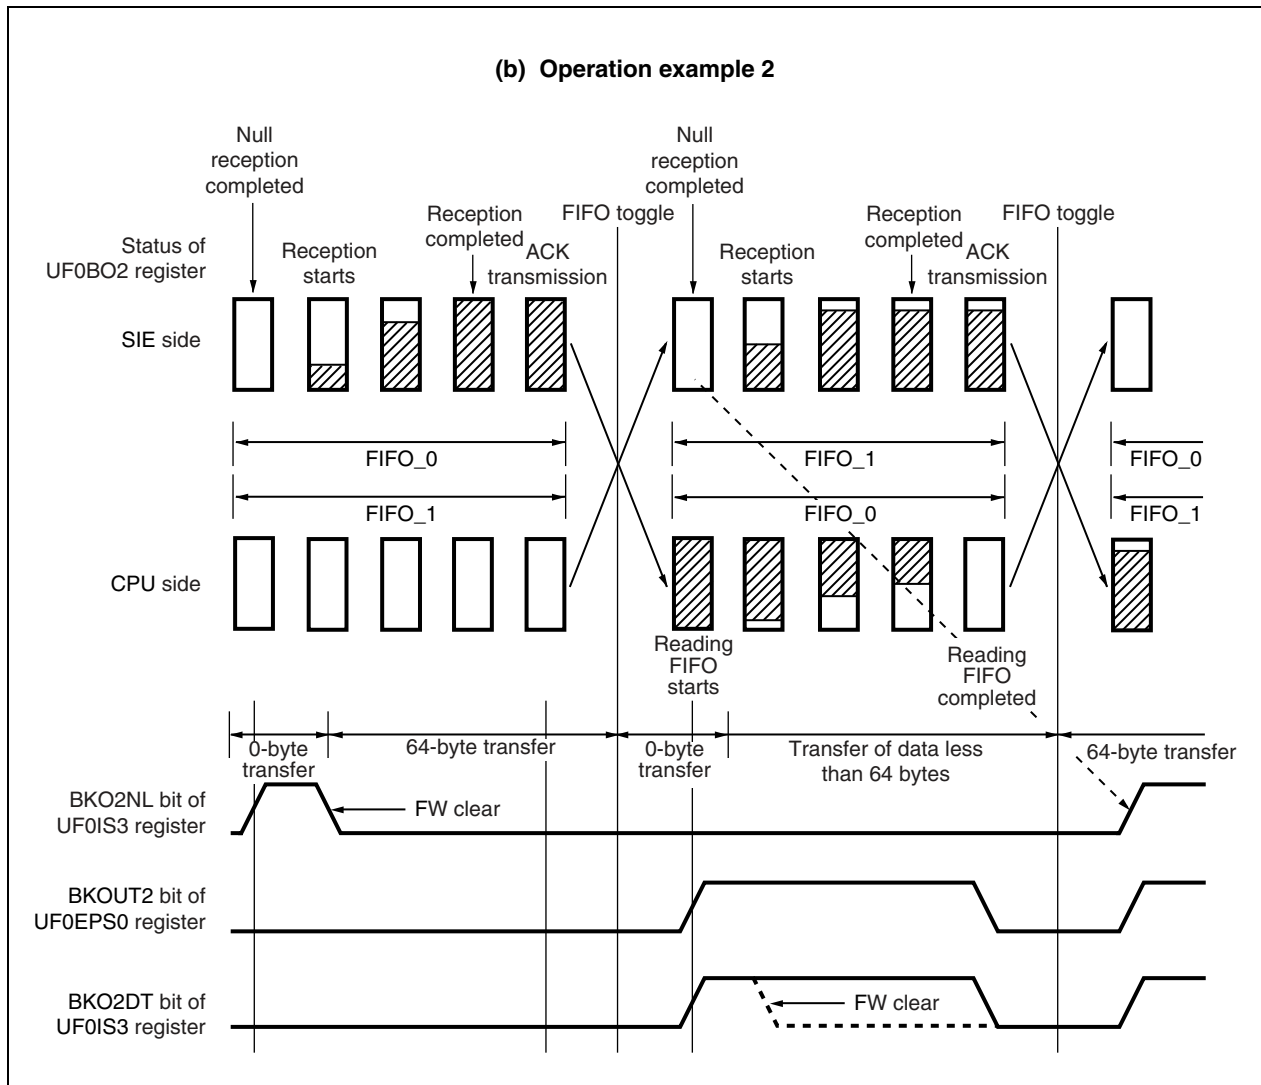 (b) Operation example 2
Null
reception
completed
Null
reception
completed
Reception
completed
FIFO toggle
Reception
completed
FIFO toggle
Status of
UF0BO2 register
Reception
starts
ACK
transmission
Reception
starts
ACK
transmission
SIE side
FIFO_0
FIFO_1
FIFO_0
FIFO_1
FIFO_0
FIFO_1
CPU side
Reading
FIFO
starts
Reading
FIFO
completed
0-byte
transfer
64-byte transfer
0-byte
transfer
Transfer of data less
than 64 bytes
64-byte transfer
BKO2NL bit of
UF0IS3 register
FW clear
BKOUT2 bit of
UF0EPS0 register
BKO2DT bit of
UF0IS3 register
FW clear